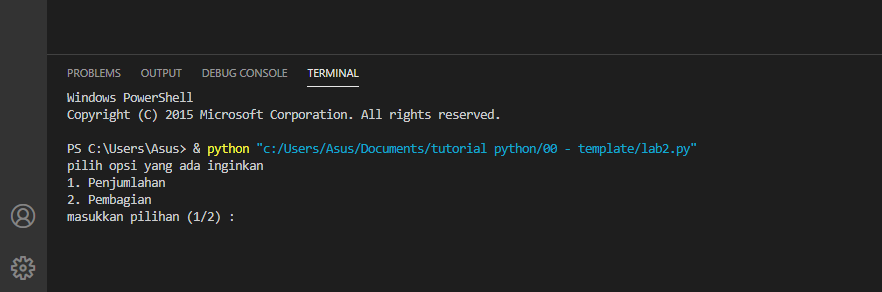 PROBLEMS OUTPUT DEBUG CONSOLE TERMINAL
Windows PowerShell
Copyright (C) 2015 Microsoft Corporation. All rights reserved.
PS C:\Users\Asus> & python "c:/Users/Asus/Documents/tutorial python/00 - template/lab2.py"
pilih opsi yang ada inginkan
1. Penjumlahan
2. Pembagian
masukkan pilihan (1/2) :